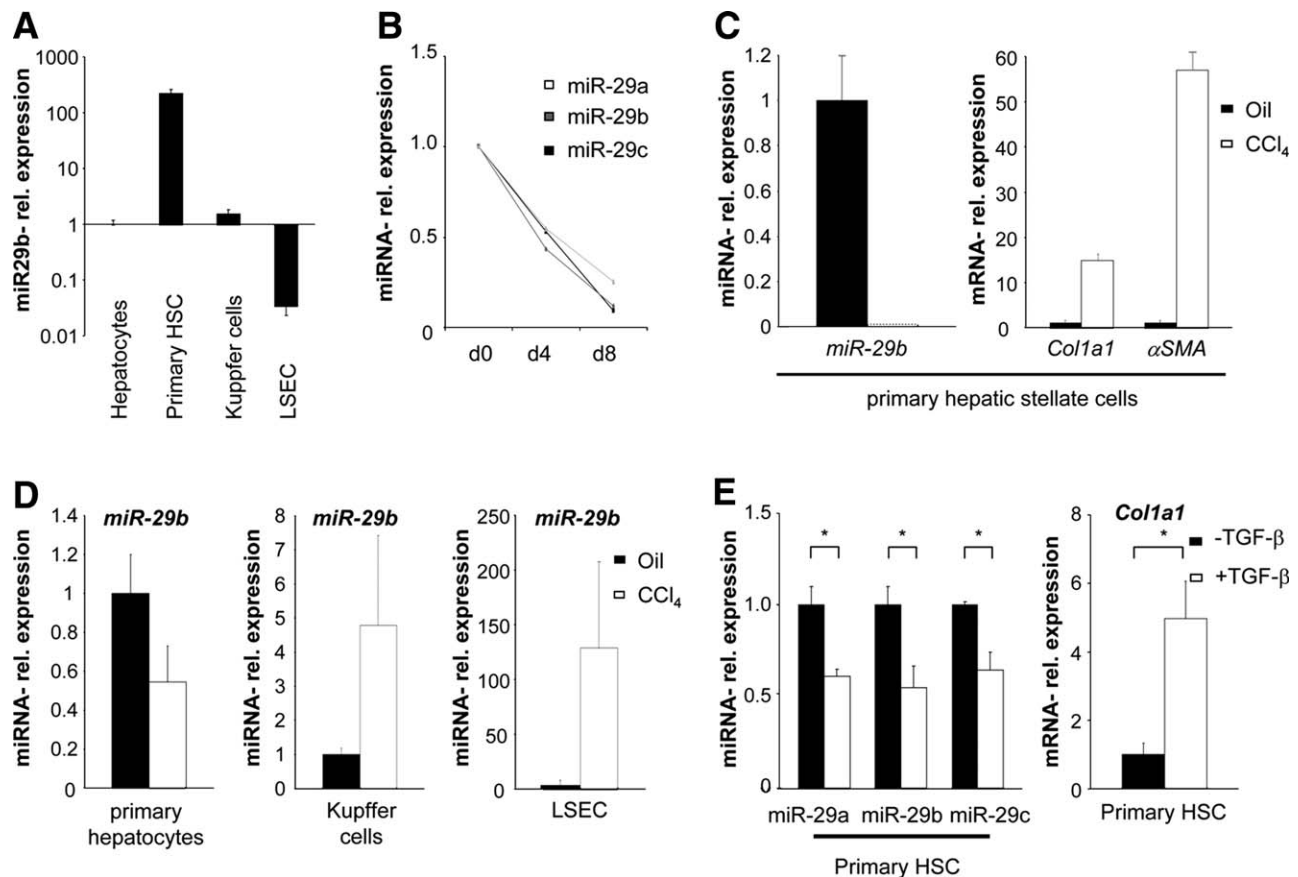 A
miR29b- rel. expression
1000
100
10
1
0.1
0.01
Hepatocytes
Primary HSC
Kuppfer cells
LSEC
B
miRNA- rel. expression
1.5
1.0
0.5
0
miR-29a
miR-29b
miR-29c
d0 d4 d8
C
miRNA- rel. expression
1.2
1
0.8
0.6
0.4
0.2
0
miR-29b
mRNA- rel. expression
60
50
40
30
20
10
0
Col1a1 αSMA
Oil
CCl4
primary hepatic stellate cells
D
miRNA- rel. expression
miR-29b
1.4
1.2
1
0.8
0.6
0.4
0.2
0
primary
hepatocytes
miRNA- rel. expression
miR-29b
8
7
6
5
4
3
2
1
0
Kupffer
cells
miRNA- rel. expression
miR-29b
250
200
150
100
50
0
LSEC
Oil
CCl4
E
miRNA- rel. expression
1.5
1.0
0.5
0
* * *
miR-29a miR-29b miR-29c
Primary HSC
mRNA- rel. expression
Col1a1
8
6
4
2
0
*
-TGF-β
+TGF-β
Primary HSC